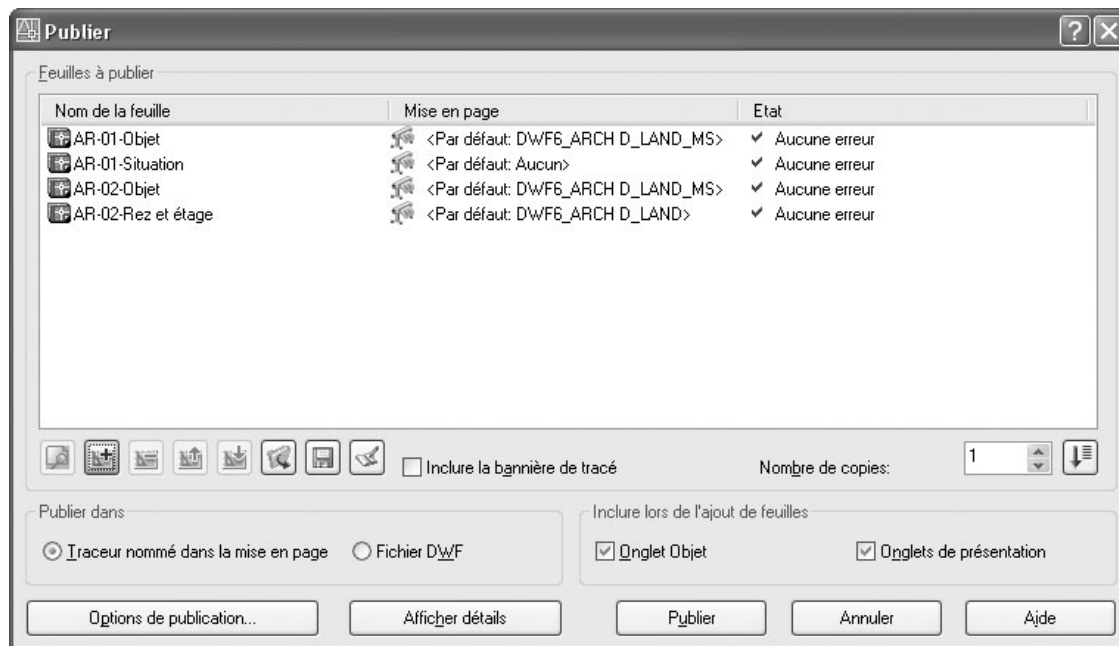 Publier
Feuilles à publier
Nom de la feuille Mise en page Etat
AR-01-Objet <Par défaut: DWF6_ARCH D_LAND_MS> Aucune erreur
AR-01-Situation <Par défaut: Aucun> Aucune erreur
AR-02-Objet <Par défaut: DWF6_ARCH D_LAND_MS> Aucune erreur
AR-02-Rez et étage <Par défaut: DWF6_ARCH D_LAND> Aucune erreur
Inclure la bannière de tracé Nombre de copies: 1
Publier dans Inclure lors de l'ajout de feuilles
Traceur nommé dans la mise en page Fichier DWF Onglet Objet Onglets de présentation
Options de publication... Afficher détails Publier Annuler Aide